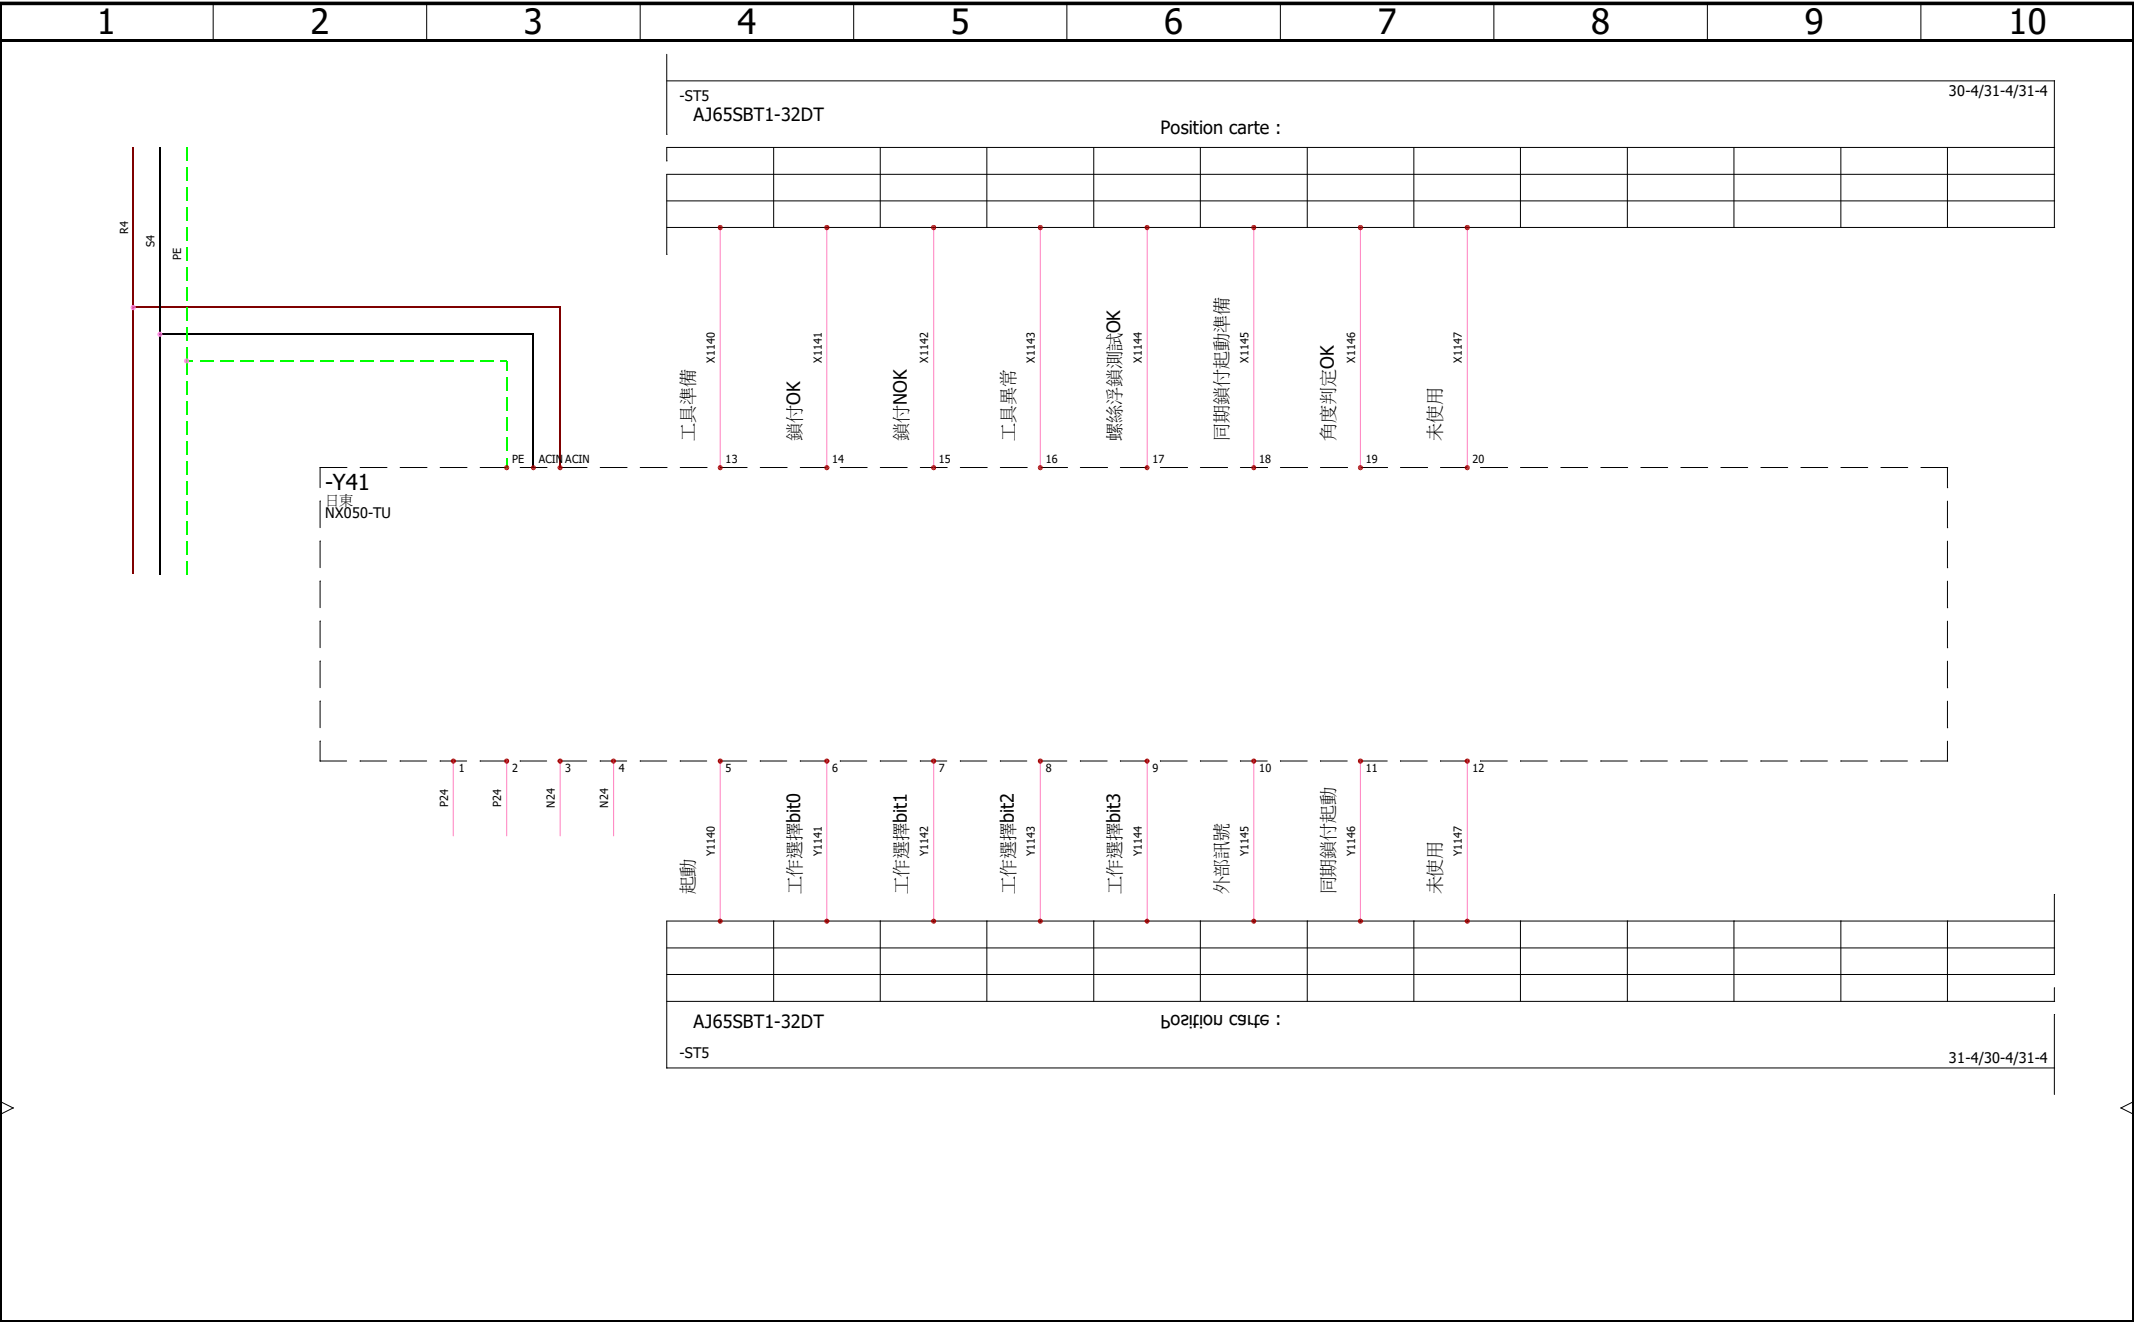 1 2 3 4 5 6 7 8 9 10
-ST5
30-4/31-4/31-4
AJ65SBT1-32DT
Position carte :
R4
S4
PE
工具準備
X1140
鎖付OK
X1141
鎖付NOK
X1142
工具異常
X1143
螺絲浮鎖測試OK
X1144
同期鎖付起動準備
X1145
角度判定OK
X1146
未使用
X1147
PE ACIN ACIN 13 14 15 16 17 18 19 20
-Y41
日東
NX050-TU
1 2 3 4 5 6 7 8 9 10 11 12
P24
P24
N24
N24
起動
Y1140
工作選擇bit0
Y1141
工作選擇bit1
Y1142
工作選擇bit2
Y1143
工作選擇bit3
Y1144
外部訊號
Y1145
同期鎖付起動
Y1146
未使用
Y1147
AJ65SBT1-32DT
Position carte :
-ST5
31-4/30-4/31-4